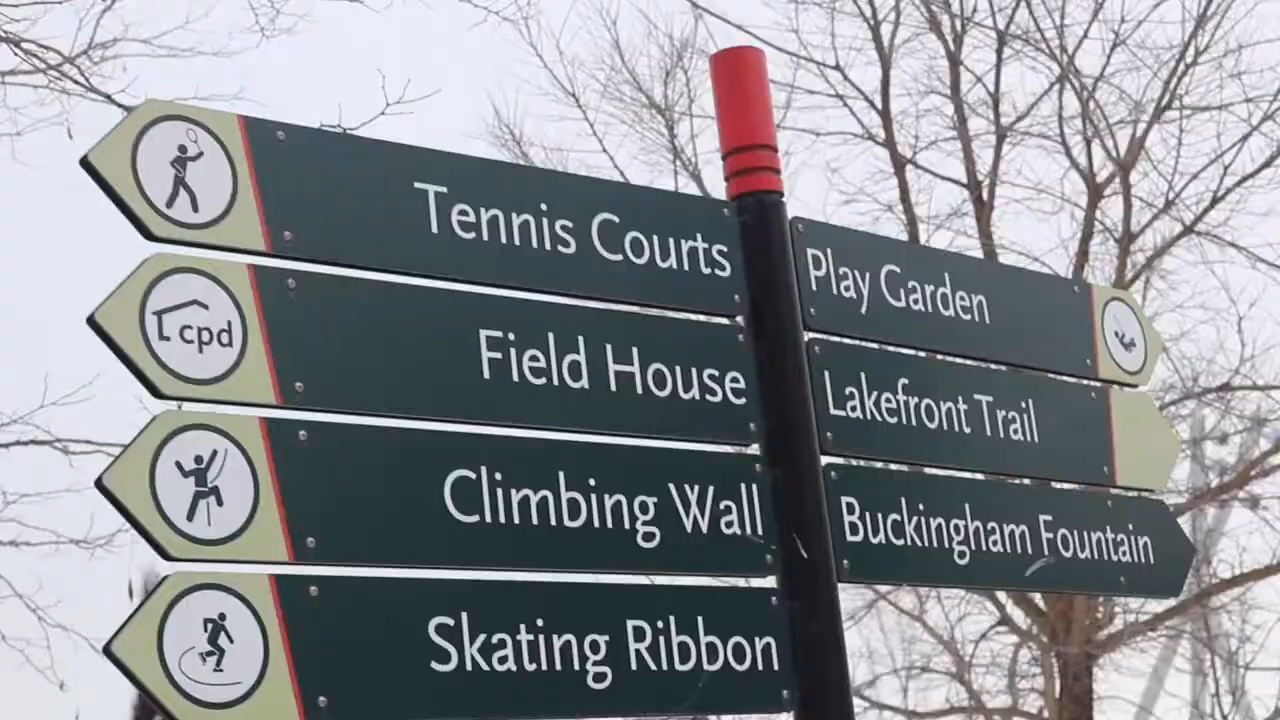 Tennis Courts
cpd
Field House
Climbing Wall
Skating Ribbon
Play Garden
Lakefront Trail
Buckingham Fountain